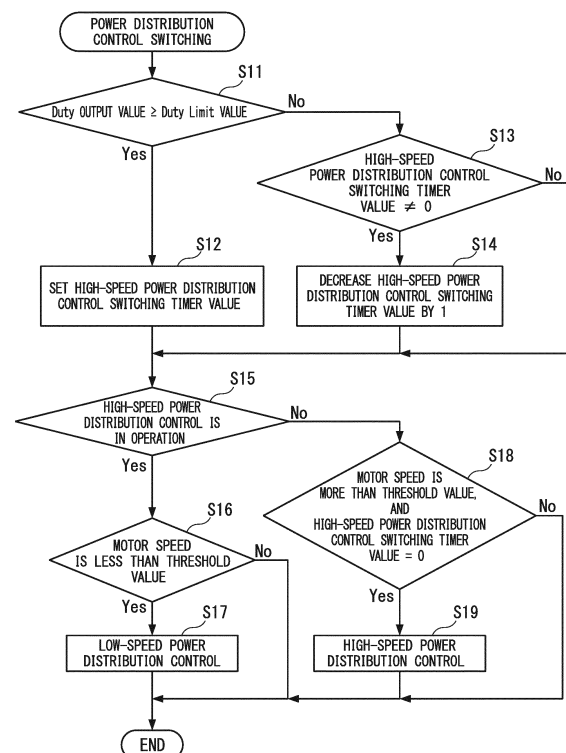 POWER DISTRIBUTION
CONTROL SWITCHING
S11
Duty OUTPUT VALUE ≥ Duty Limit VALUE
No
Yes
S13
HIGH-SPEED
POWER DISTRIBUTION CONTROL
SWITCHING TIMER
VALUE ≠ 0
No
Yes
S12
SET HIGH-SPEED POWER DISTRIBUTION
CONTROL SWITCHING TIMER VALUE
S14
DECREASE HIGH-SPEED POWER
DISTRIBUTION CONTROL SWITCHING
TIMER VALUE BY 1
S15
HIGH-SPEED POWER
DISTRIBUTION CONTROL IS
IN OPERATION
No
Yes
S18
MOTOR SPEED IS
MORE THAN THRESHOLD VALUE,
AND
HIGH-SPEED POWER DISTRIBUTION
CONTROL SWITCHING TIMER
VALUE = 0
No
Yes
S16
MOTOR SPEED
IS LESS THAN THRESHOLD
VALUE
No
Yes
S17
LOW-SPEED POWER
DISTRIBUTION CONTROL
S19
HIGH-SPEED POWER
DISTRIBUTION CONTROL
END